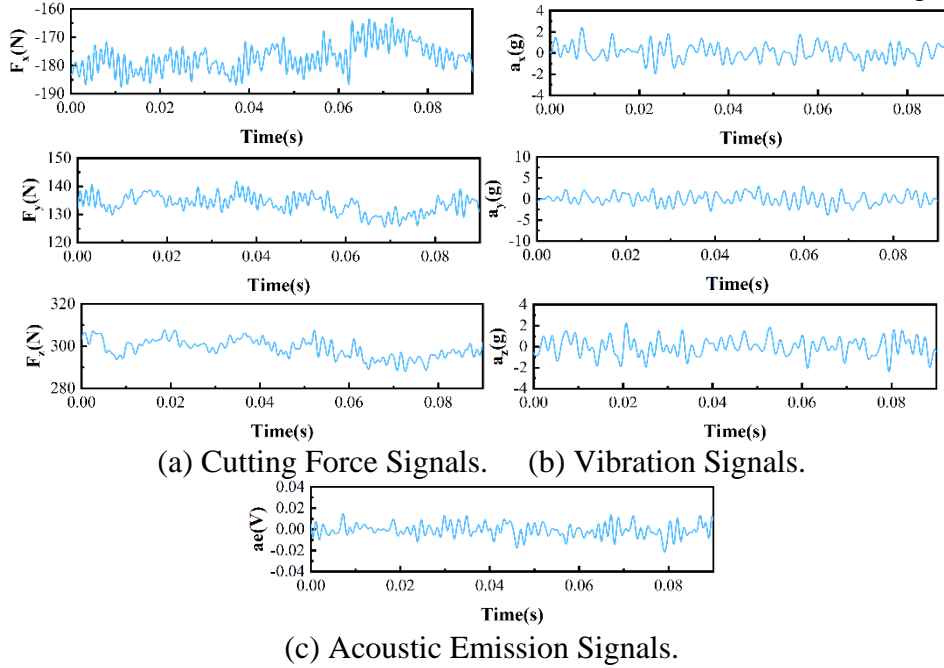 -160
-170
-180
-190
Fx(N)
0.00 0.02 0.04 0.06 0.08
Time(s)
4
2
0
-2
-4
ax(g)
0.00 0.02 0.04 0.06 0.08
Time(s)
150
140
130
120
Fy(N)
0.00 0.02 0.04 0.06 0.08
Time(s)
10
5
0
-5
-10
ay(g)
0.00 0.02 0.04 0.06 0.08
Time(s)
320
300
280
Fz(N)
0.00 0.02 0.04 0.06 0.08
Time(s)
4
2
0
-2
-4
az(g)
0.00 0.02 0.04 0.06 0.08
Time(s)
(a) Cutting Force Signals. (b) Vibration Signals.
0.04
0.02
0.00
-0.02
-0.04
ae(V)
0.00 0.02 0.04 0.06 0.08
Time(s)
(c) Acoustic Emission Signals.